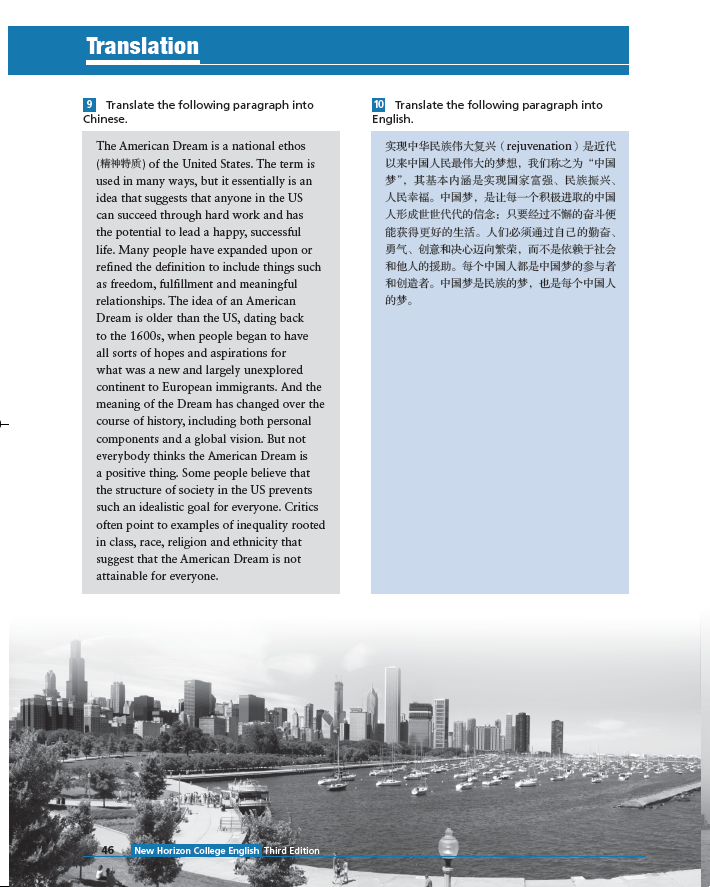 Translation
9 Translate the following paragraph into
Chinese.
The American Dream is a national ethos
(精神特质) of the United States. The term is
used in many ways, but it essentially is an
idea that suggests that anyone in the US
can succeed through hard work and has
the potential to lead a happy, successful
life. Many people have expanded upon or
refined the definition to include things such
as freedom, fulfillment and meaningful
relationships. The idea of an American
Dream is older than the US, dating back
to the 1600s, when people began to have
all sorts of hopes and aspirations for
what was a new and largely unexplored
continent to European immigrants. And the
meaning of the Dream has changed over the
course of history, including both personal
components and a global vision. But not
everybody thinks the American Dream is
a positive thing. Some people believe that
the structure of society in the US prevents
such an idealistic goal for everyone. Critics
often point to examples of inequality rooted
in class, race, religion and ethnicity that
suggest that the American Dream is not
attainable for everyone.
10 Translate the following paragraph into
English.
实现中华民族伟大复兴（rejuvenation）是近代
以来中国人民最伟大的梦想，我们称之为“中国
梦”，其基本内涵是实现国家富强、民族振兴、
人民幸福。中国梦，是让每一个积极进取的中国
人形成世世代代的信念：只要经过不懈的奋斗便
能获得更好的生活。人们必须通过自己的勤奋、
勇气、创意和决心迈向繁荣，而不是依赖于社会
和他人的援助。每个中国人都是中国梦的参与者
和创造者。中国梦是民族的梦，也是每个中国人
的梦。
46 New Horizon College English Third Edition